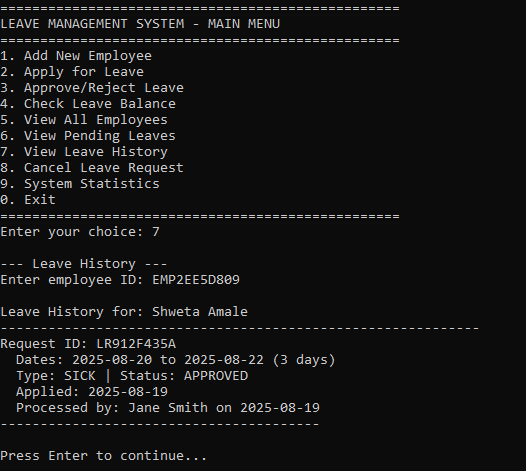 ==================================================
LEAVE MANAGEMENT SYSTEM - MAIN MENU
==================================================
1. Add New Employee
2. Apply for Leave
3. Approve/Reject Leave
4. Check Leave Balance
5. View All Employees
6. View Pending Leaves
7. View Leave History
8. Cancel Leave Request
9. System Statistics
0. Exit
==================================================
Enter your choice: 7

--- Leave History ---
Enter employee ID: EMP2EE5D809

Leave History for: Shweta Amale
------------------------------------------------------------
Request ID: LR912F435A
  Dates: 2025-08-20 to 2025-08-22 (3 days)
  Type: SICK | Status: APPROVED
  Applied: 2025-08-19
  Processed by: Jane Smith on 2025-08-19
----------------------------------------

Press Enter to continue...